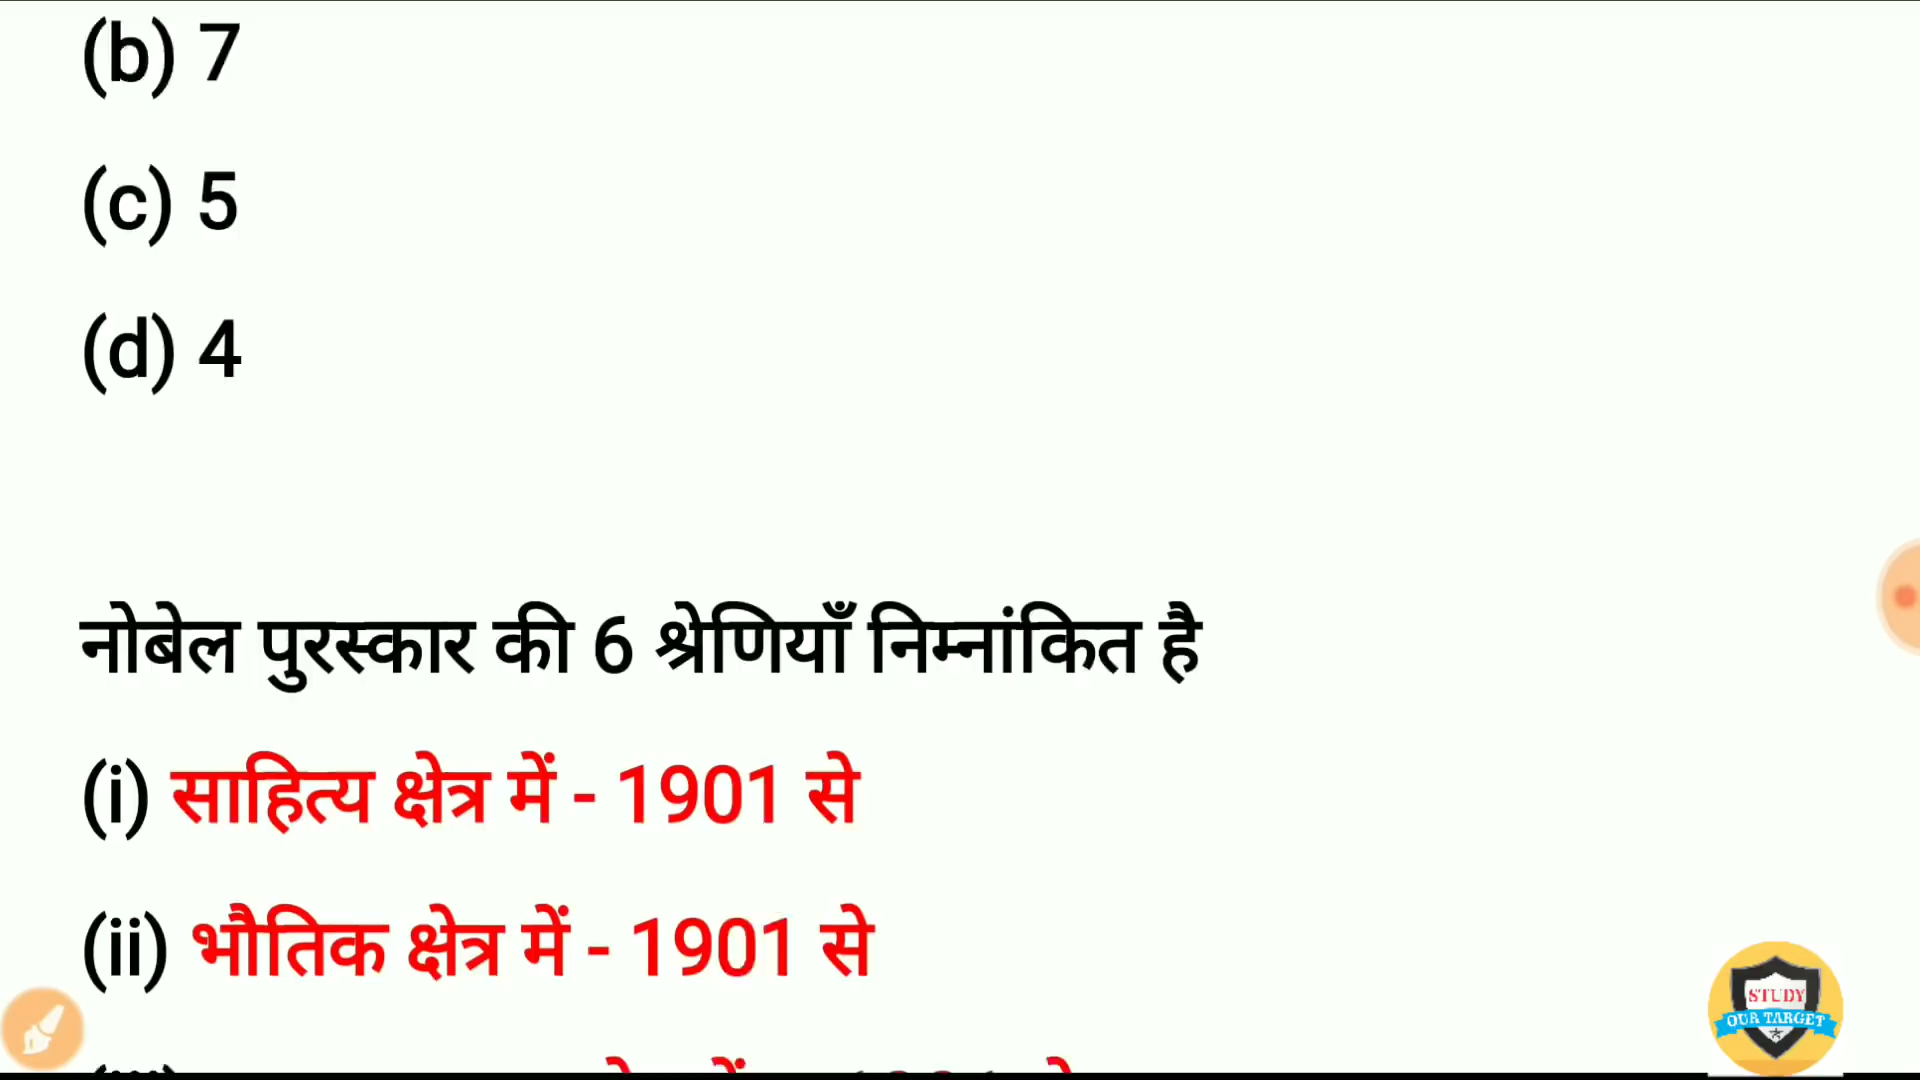 (b) 7
(c) 5
(d) 4
नोबेल पुरस्कार की 6 श्रेणियाँ निम्नांकित है
(i) साहित्य क्षेत्र में - 1901 से
(ii) भौतिक क्षेत्र में - 1901 से
STUDY
OUR TARGET